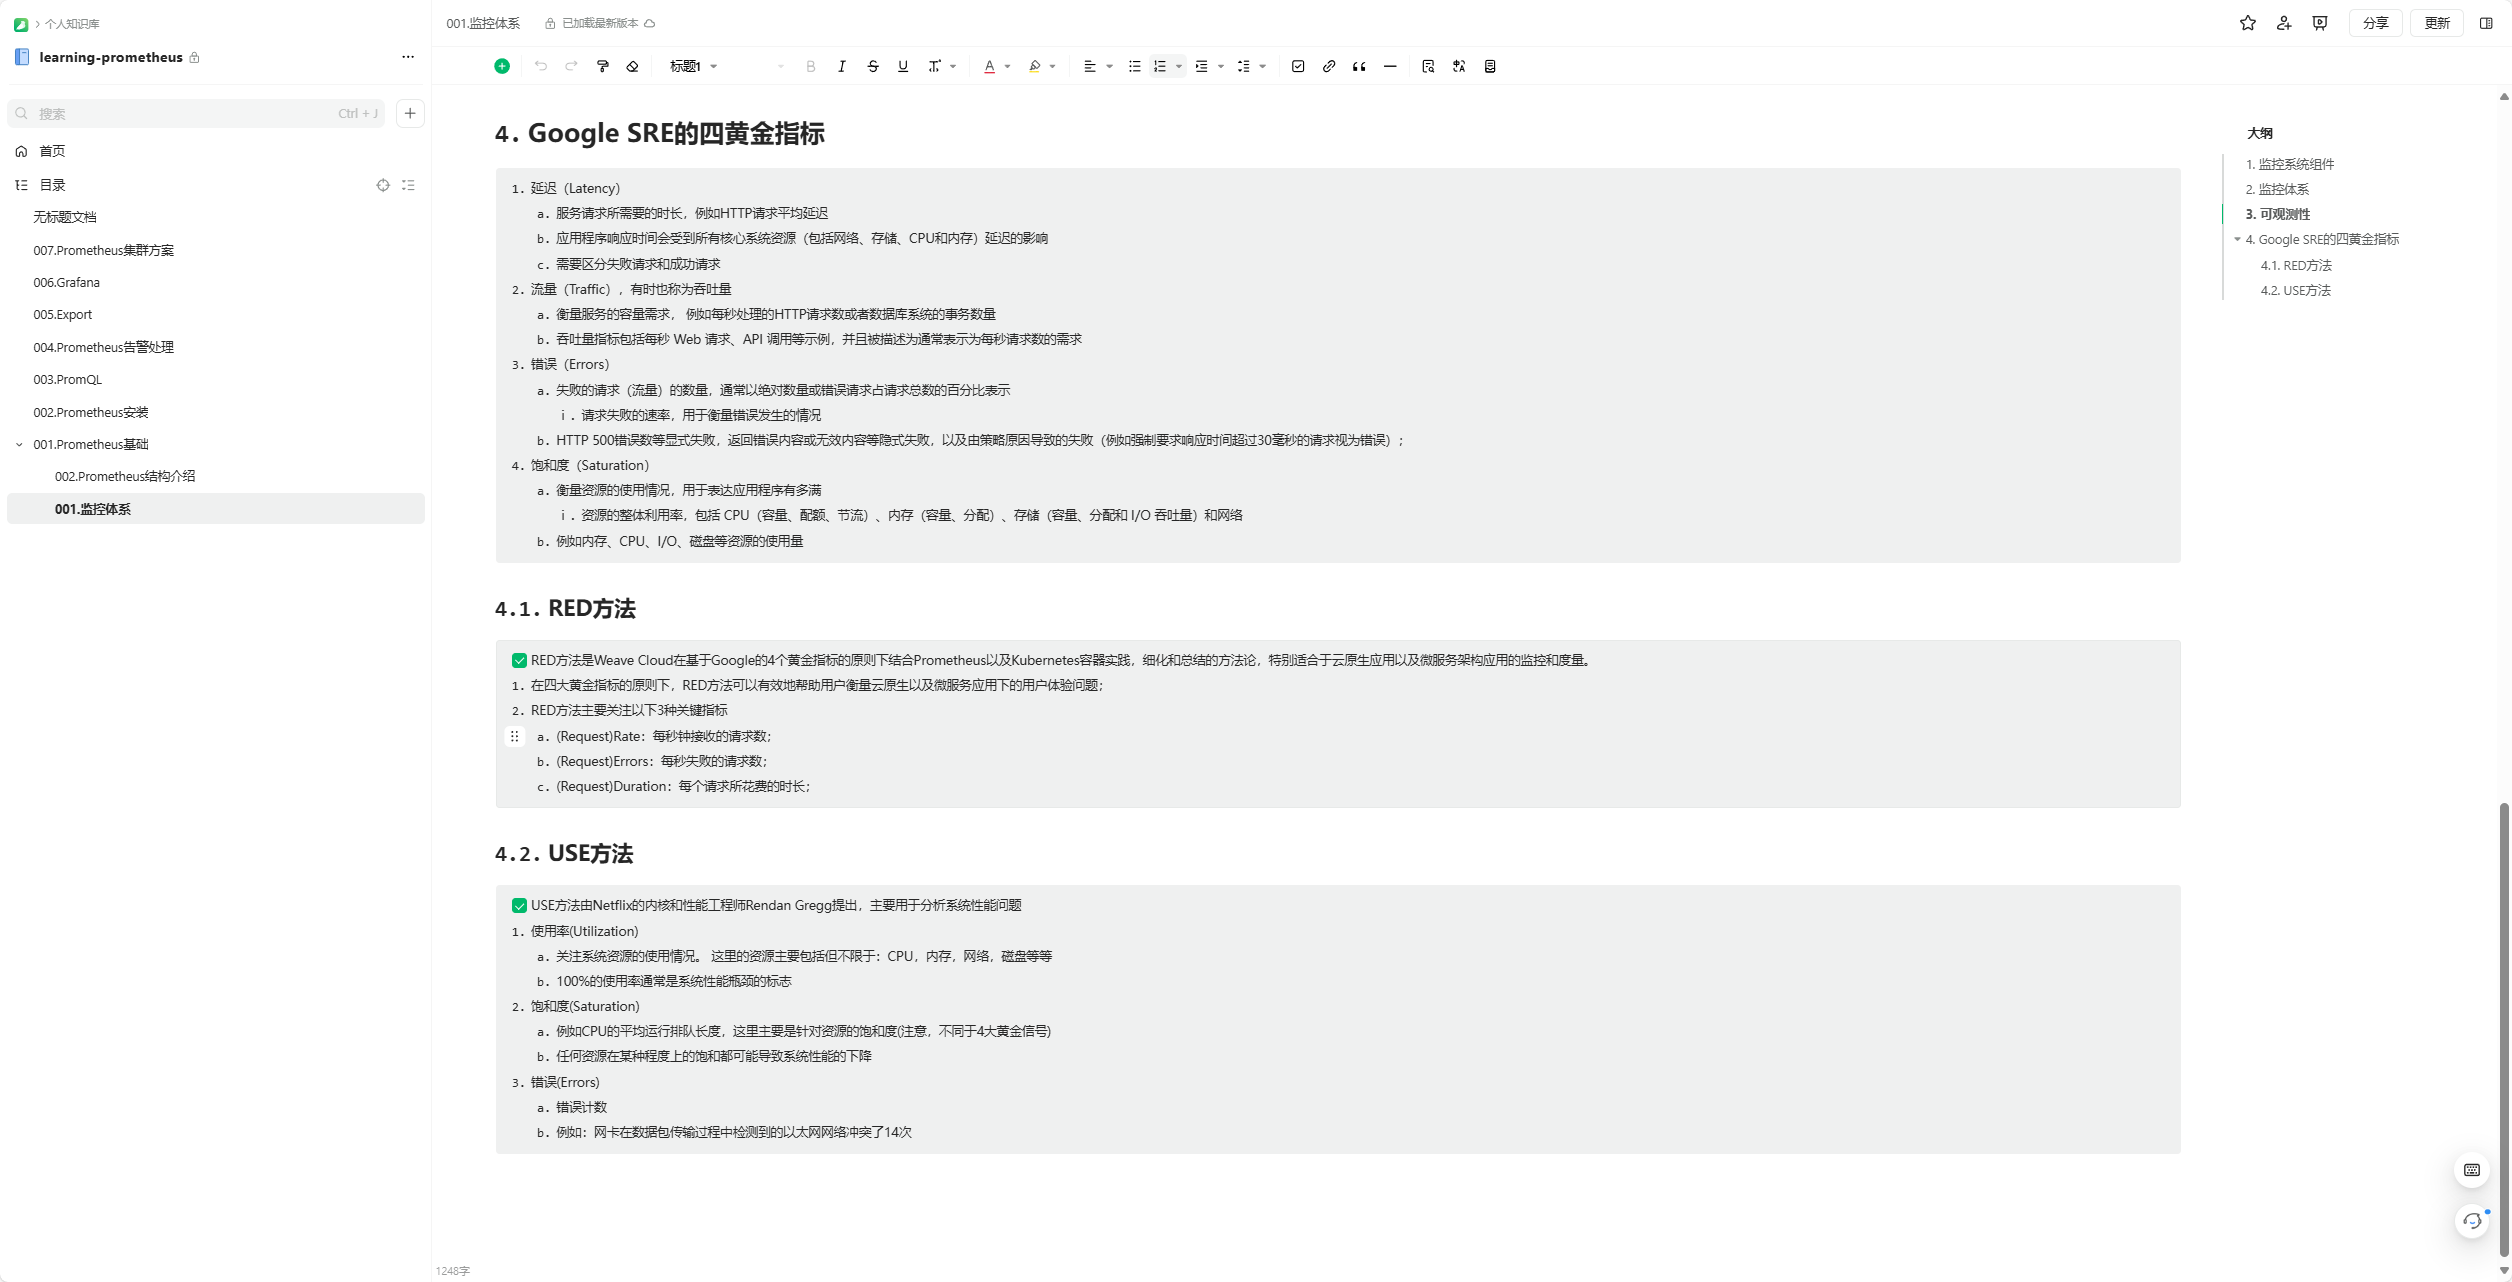 个人知识库
learning-prometheus
搜索
Ctrl + J
首页
目录
无标题文档
007.Prometheus集群方案
006.Grafana
005.Export
004.Prometheus告警处理
003.PromQL
002.Prometheus安装
001.Prometheus基础
002.Prometheus结构介绍
001.监控体系
001.监控体系
已加载最新版本
分享
更新
标题1
4. Google SRE的四黄金指标
1. 延迟（Latency）
a. 服务请求所需要的时长，例如HTTP请求平均延迟
b. 应用程序响应时间会受到所有核心系统资源（包括网络、存储、CPU和内存）延迟的影响
c. 需要区分失败请求和成功请求
2. 流量（Traffic），有时也称为吞吐量
a. 衡量服务的容量需求， 例如每秒处理的HTTP请求数或者数据库系统的事务数量
b. 吞吐量指标包括每秒 Web 请求、API 调用等示例，并且被描述为通常表示为每秒请求数的需求
3. 错误（Errors）
a. 失败的请求（流量）的数量，通常以绝对数量或错误请求占请求总数的百分比表示
ⅰ. 请求失败的速率，用于衡量错误发生的情况
b. HTTP 500错误数等显式失败，返回错误内容或无效内容等隐式失败，以及由策略原因导致的失败（例如强制要求响应时间超过30毫秒的请求视为错误）;
4. 饱和度（Saturation）
a. 衡量资源的使用情况，用于表达应用程序有多满
ⅰ. 资源的整体利用率，包括 CPU（容量、配额、节流）、内存（容量、分配）、存储（容量、分配和 I/O 吞吐量）和网络
b. 例如内存、CPU、I/O、磁盘等资源的使用量
4.1. RED方法
RED方法是Weave Cloud在基于Google的4个黄金指标的原则下结合Prometheus以及Kubernetes容器实践，细化和总结的方法论，特别适合于云原生应用以及微服务架构应用的监控和度量。
1. 在四大黄金指标的原则下，RED方法可以有效地帮助用户衡量云原生以及微服务应用下的用户体验问题；
2. RED方法主要关注以下3种关键指标
a. (Request)Rate：每秒钟接收的请求数；
b. (Request)Errors：每秒失败的请求数；
c. (Request)Duration：每个请求所花费的时长；
4.2. USE方法
USE方法由Netflix的内核和性能工程师Rendan Gregg提出，主要用于分析系统性能问题
1. 使用率(Utilization)
a. 关注系统资源的使用情况。 这里的资源主要包括但不限于：CPU，内存，网络，磁盘等等
b. 100%的使用率通常是系统性能瓶颈的标志
2. 饱和度(Saturation)
a. 例如CPU的平均运行排队长度，这里主要是针对资源的饱和度(注意，不同于4大黄金信号)
b. 任何资源在某种程度上的饱和都可能导致系统性能的下降
3. 错误(Errors)
a. 错误计数
b. 例如：网卡在数据包传输过程中检测到的以太网网络冲突了14次
1248字
大纲
1. 监控系统组件
2. 监控体系
3. 可观测性
4. Google SRE的四黄金指标
4.1. RED方法
4.2. USE方法